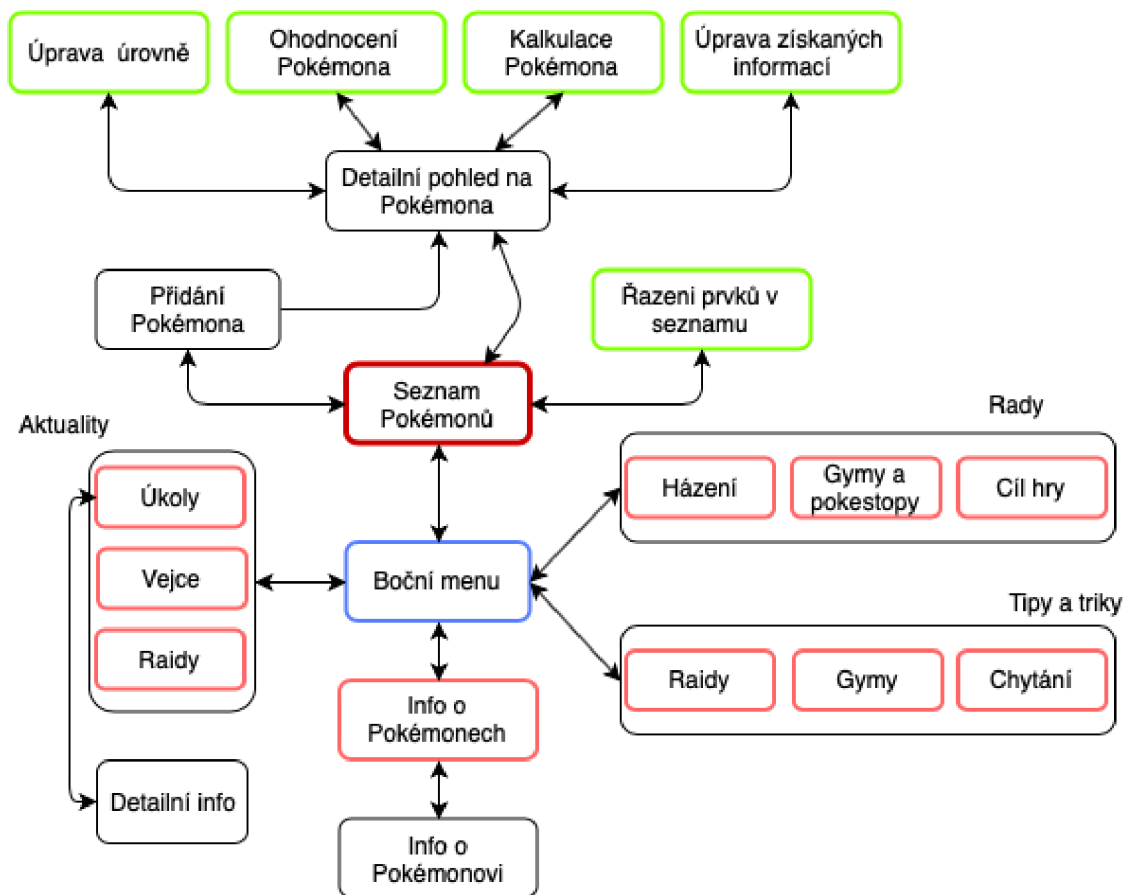 Úprava úrovně
Ohodnocení
Pokémona
Kalkulace
Pokémona
Úprava získaných
informací
Detailní pohled na
Pokémona
Přidání
Pokémona
Řazeni prvků v
seznamu
Seznam
Pokémonů
Aktuality
Rady
Úkoly
Vejce
Raidy
Házení
Gymy a
pokestopy
Cíl hry
Boční menu
Tipy a triky
Raidy
Gymy
Chytání
Info o
Pokémonech
Detailní info
Info o
Pokémonovi